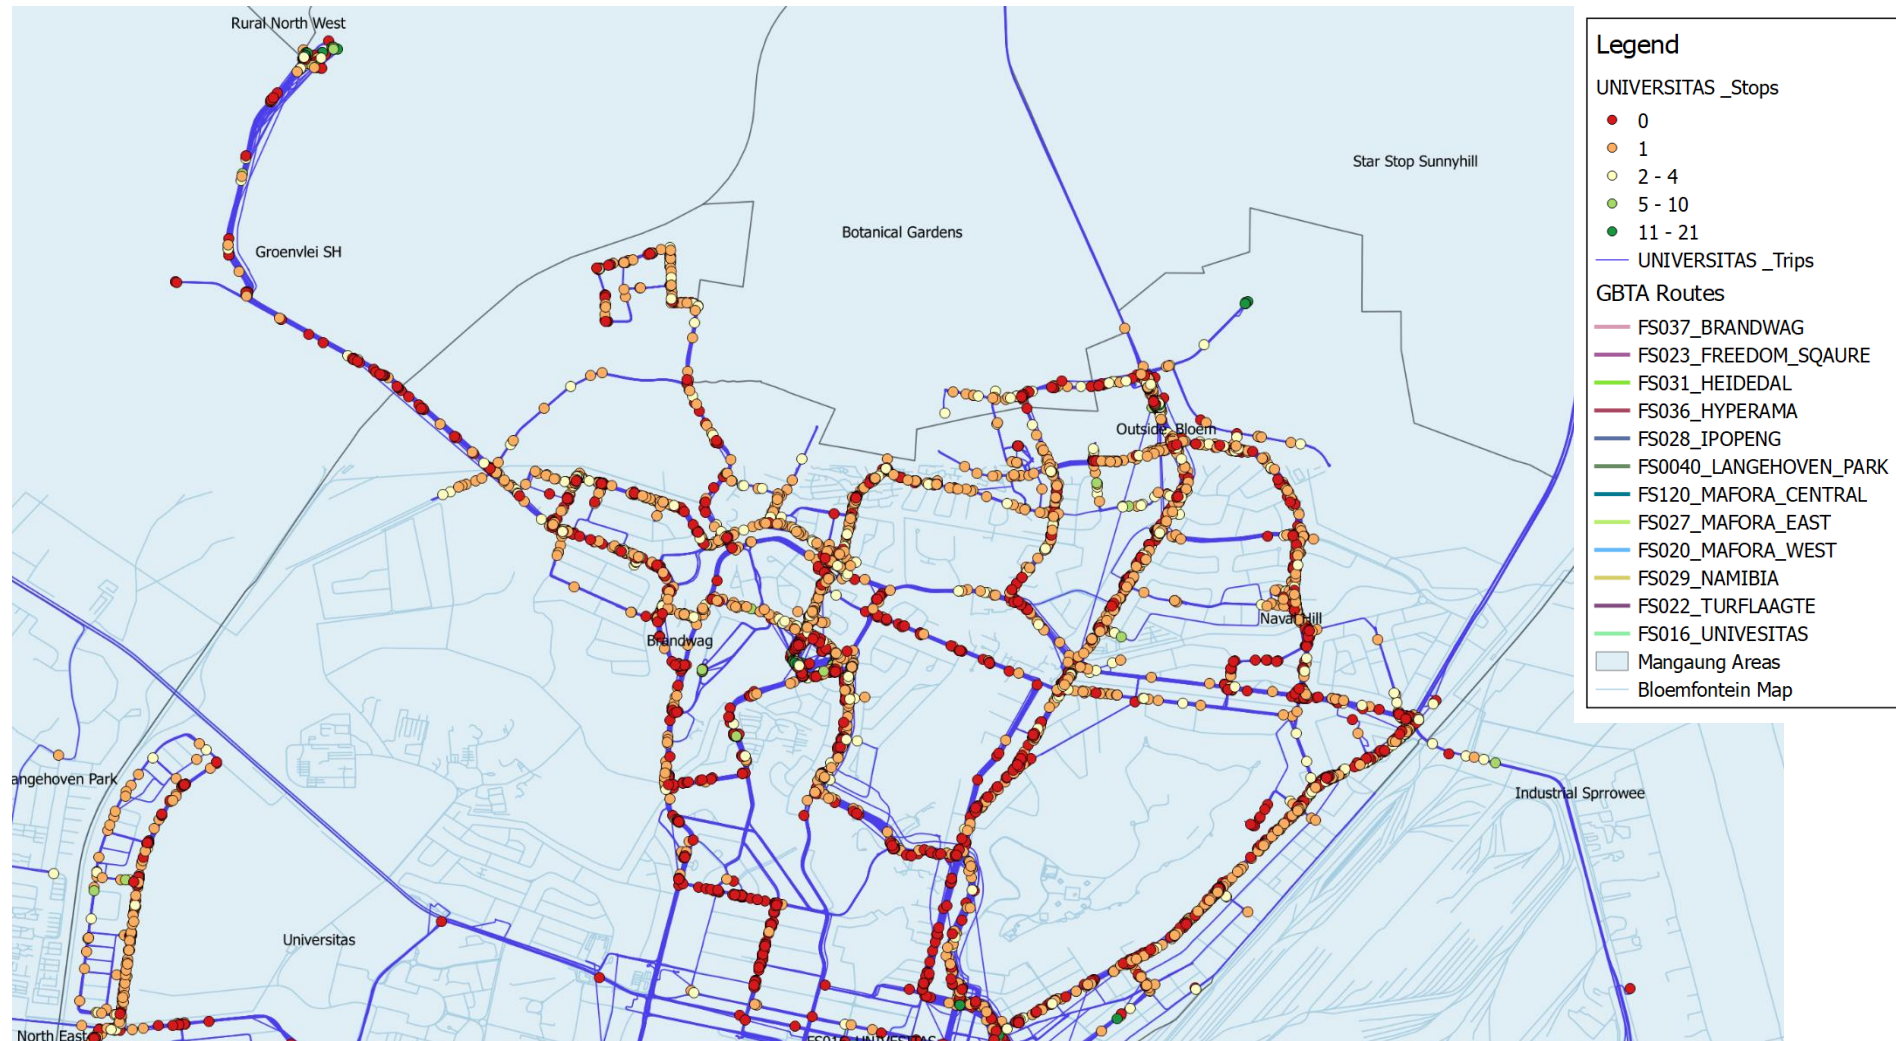 Rural North West
Groenvlei SH
Botanical Gardens
Star Stop Sunnyhill
Outside Bloem
Naval Hill
Brandwag
angehoven Park
Industial Sprrowee
Universitas
North East
FS016_UNIVESITAS
Legend
UNIVERSITAS _Stops
0
1
2 - 4
5 - 10
11 - 21
UNIVERSITAS _Trips
GBTA Routes
FS037_BRANDWAG
FS023_FREEDOM_SQAURE
FS031_HEIDEDAL
FS036_HYPERAMA
FS028_IPOPENG
FS0040_LANGEHOVEN_PARK
FS120_MAFORA_CENTRAL
FS027_MAFORA_EAST
FS020_MAFORA_WEST
FS029_NAMIBIA
FS022_TURFLAAGTE
FS016_UNIVESITAS
Mangaung Areas
Bloemfontein Map